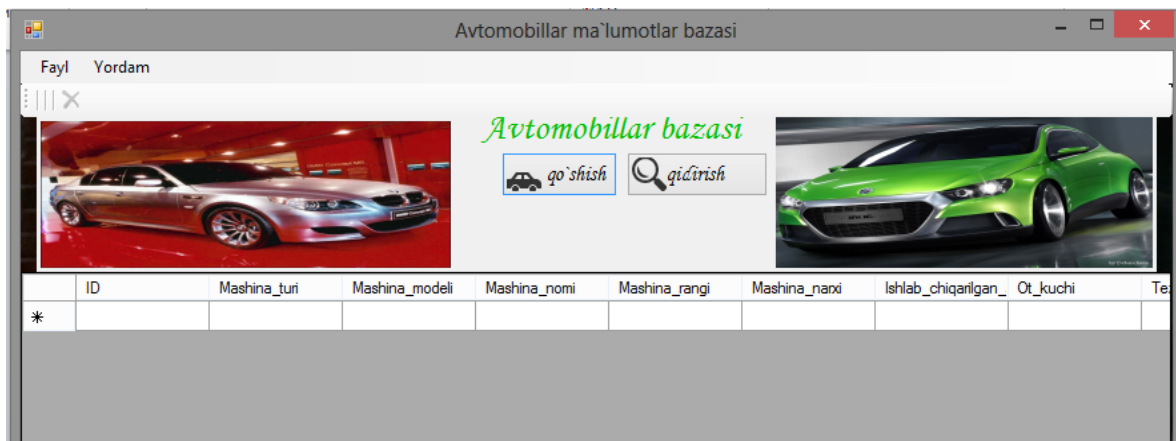 Avtomobillar ma`lumotlar bazasi
Fayl Yordam
Avtomobillar bazasi
qo`shish qidirish
ID Mashina_turi Mashina_modeli Mashina_nomi Mashina_rangi Mashina_narxi Ishlab_chiqarilgan_ Ot_kuchi Te